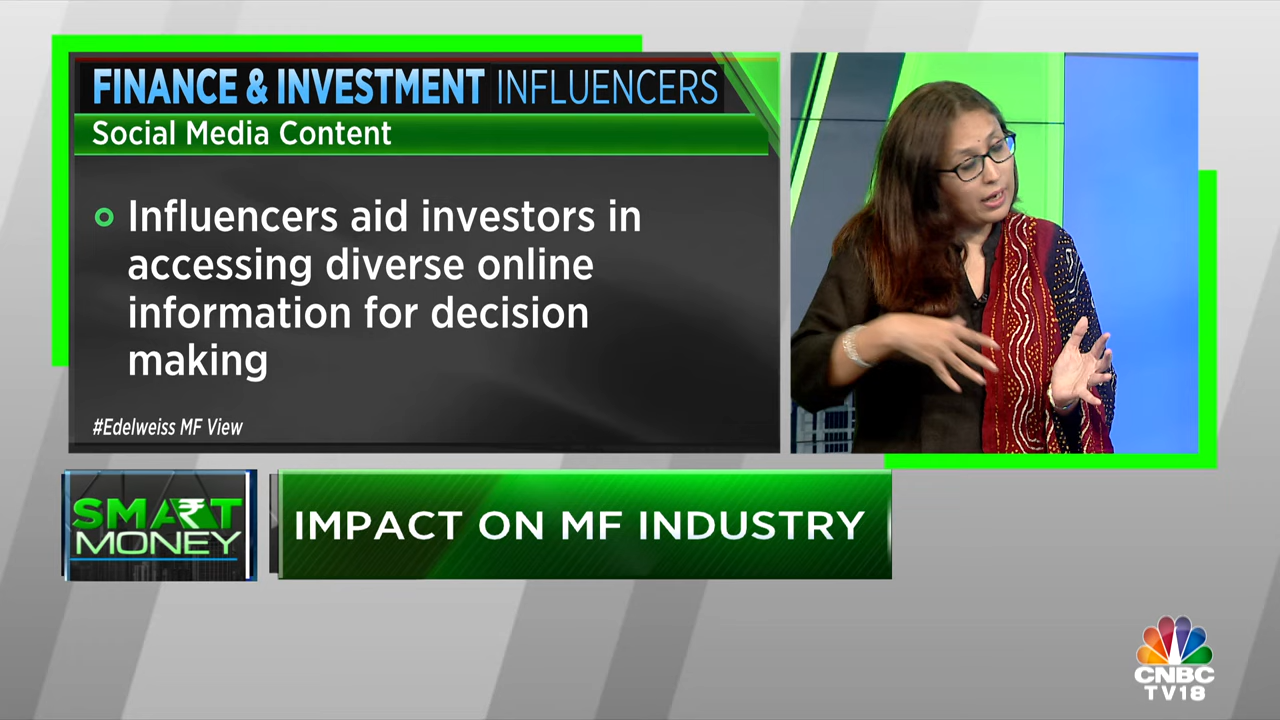 FINANCE & INVESTMENT INFLUENCERS
Social Media Content
Influencers aid investors in
accessing diverse online
information for decision
making
#Edelweiss MF View
SMART
MONEY
IMPACT ON MF INDUSTRY
CNBC
TV18